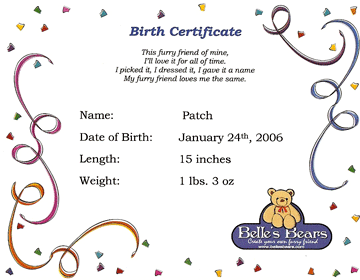 Birth Certificate
This furry friend of mine,
I'll love it for all of time.
I picked it, I dressed it, I gave it a name
My furry friend loves me the same.
Name: Patch
Date of Birth: January 24th, 2006
Length: 15 inches
Weight: 1 lbs. 3 oz
Belle's Bears
Create your own furry friend
www.bellesbears.com